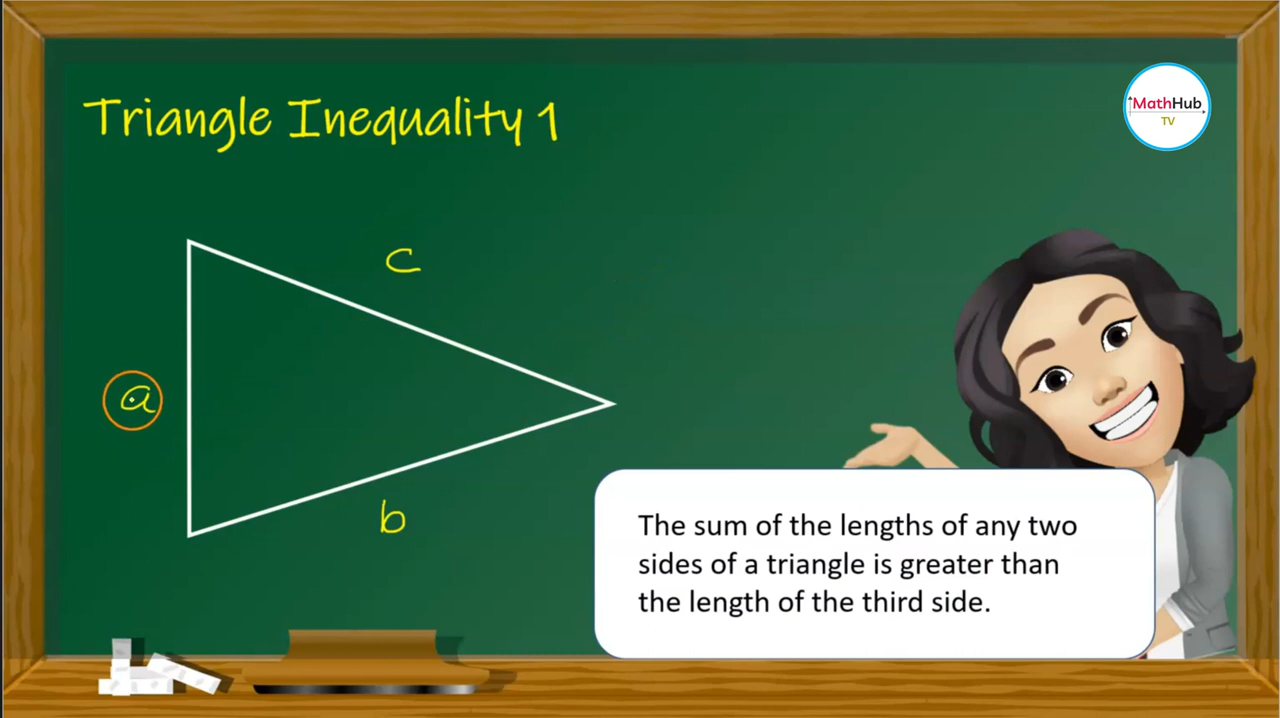 Triangle Inequality 1
MathHub
TV
c
a
b
The sum of the lengths of any two
sides of a triangle is greater than
the length of the third side.